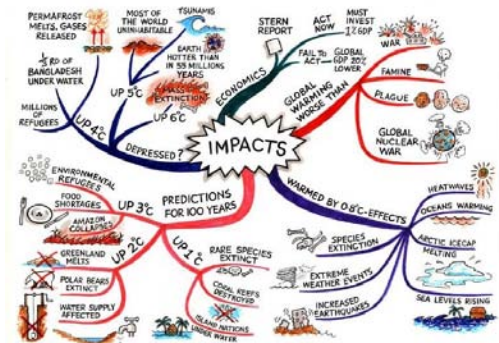 IMPACTS
ECONOMICS
STERN
REPORT
ACT
NOW
MUST
INVEST
1% GDP
FAIL TO
ACT
GLOBAL
GDP 20%
LOWER
GLOBAL
WARMING
WORSE THAN
WAR
FAMINE
PLAGUE
GLOBAL
NUCLEAR
WAR
WARMED BY 0.8°C-EFFECTS
HEATWAVES
OCEANS WARMING
ARCTIC ICECAP
MELTING
SEA LEVELS RISING
SPECIES
EXTINCTION
EXTREME
WEATHER EVENTS
INCREASED
EARTHQUAKES
PREDICTIONS
FOR 100 YEARS
UP 1°C
RARE SPECIES
EXTINCT
CORAL REEFS
DESTROYED
ISLAND NATIONS
UNDER WATER
UP 2°C
GREENLAND
MELTS
POLAR BEARS
EXTINCT
WATER SUPPLY
AFFECTED
UP 3°C
ENVIRONMENTAL
REFUGEES
FOOD
SHORTAGES
AMAZON
COLLAPSES
DEPRESSED?
UP 4°C
PERMAFROST
MELTS, GASES
RELEASED
⅓RD OF
BANGLADESH
UNDER WATER
MILLIONS
OF
REFUGEES
UP 5°C
MOST OF
THE WORLD
UNINHABITABLE
TSUNAMIS
EARTH
HOTTER THAN
IN 55 MILLIONS
YEARS
UP 6°C
MASS
EXTINCTION